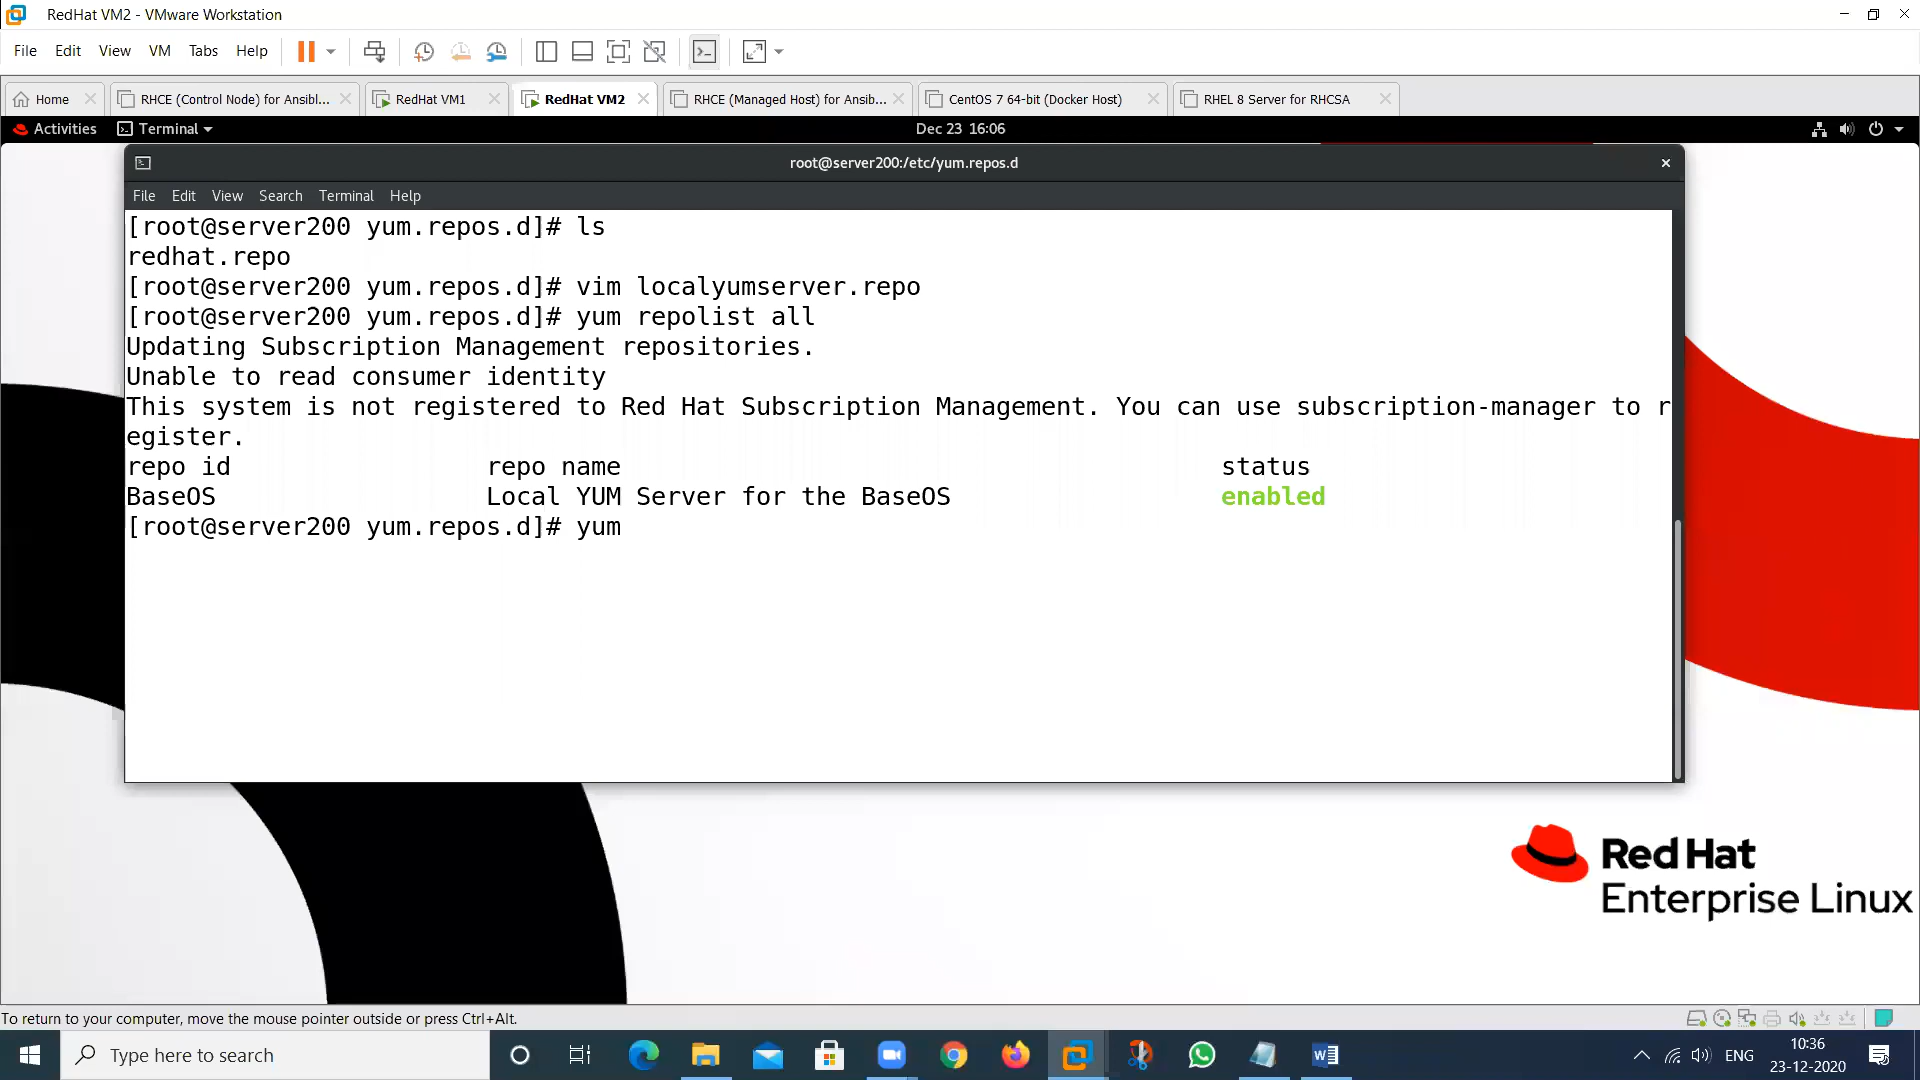 RedHat VM2 - VMware Workstation
File Edit View VM Tabs Help
Home RHCE (Control Node) for Ansibl... RedHat VM1 RedHat VM2 RHCE (Managed Host) for Ansib... CentOS 7 64-bit (Docker Host) RHEL 8 Server for RHCSA
Activities Terminal Dec 23 16:06
root@server200:/etc/yum.repos.d
File Edit View Search Terminal Help
[root@server200 yum.repos.d]# ls
redhat.repo
[root@server200 yum.repos.d]# vim localyumserver.repo
[root@server200 yum.repos.d]# yum repolist all
Updating Subscription Management repositories.
Unable to read consumer identity
This system is not registered to Red Hat Subscription Management. You can use subscription-manager to r
egister.
repo id repo name status
BaseOS Local YUM Server for the BaseOS enabled
[root@server200 yum.repos.d]# yum
Red Hat
Enterprise Linux
To return to your computer, move the mouse pointer outside or press Ctrl+Alt.
Type here to search
ENG
10:36
23-12-2020